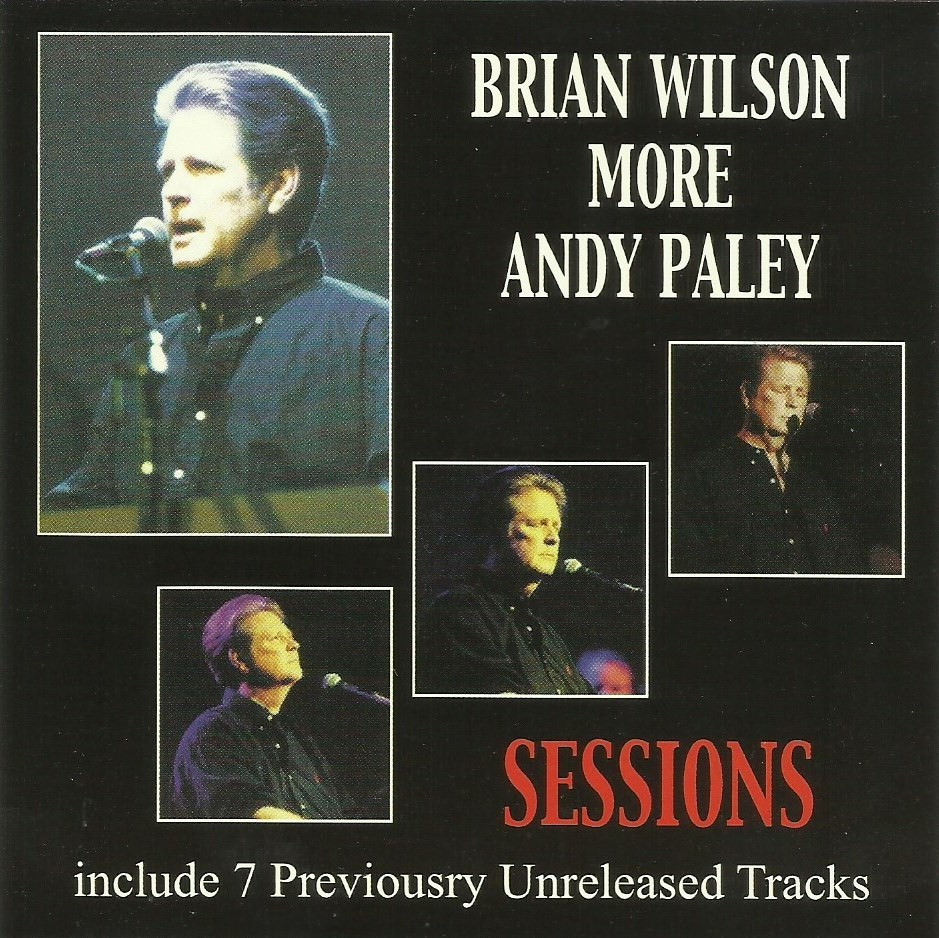 BRIAN WILSON
MORE
ANDY PALEY
SESSIONS
include 7 Previousry Unreleased Tracks